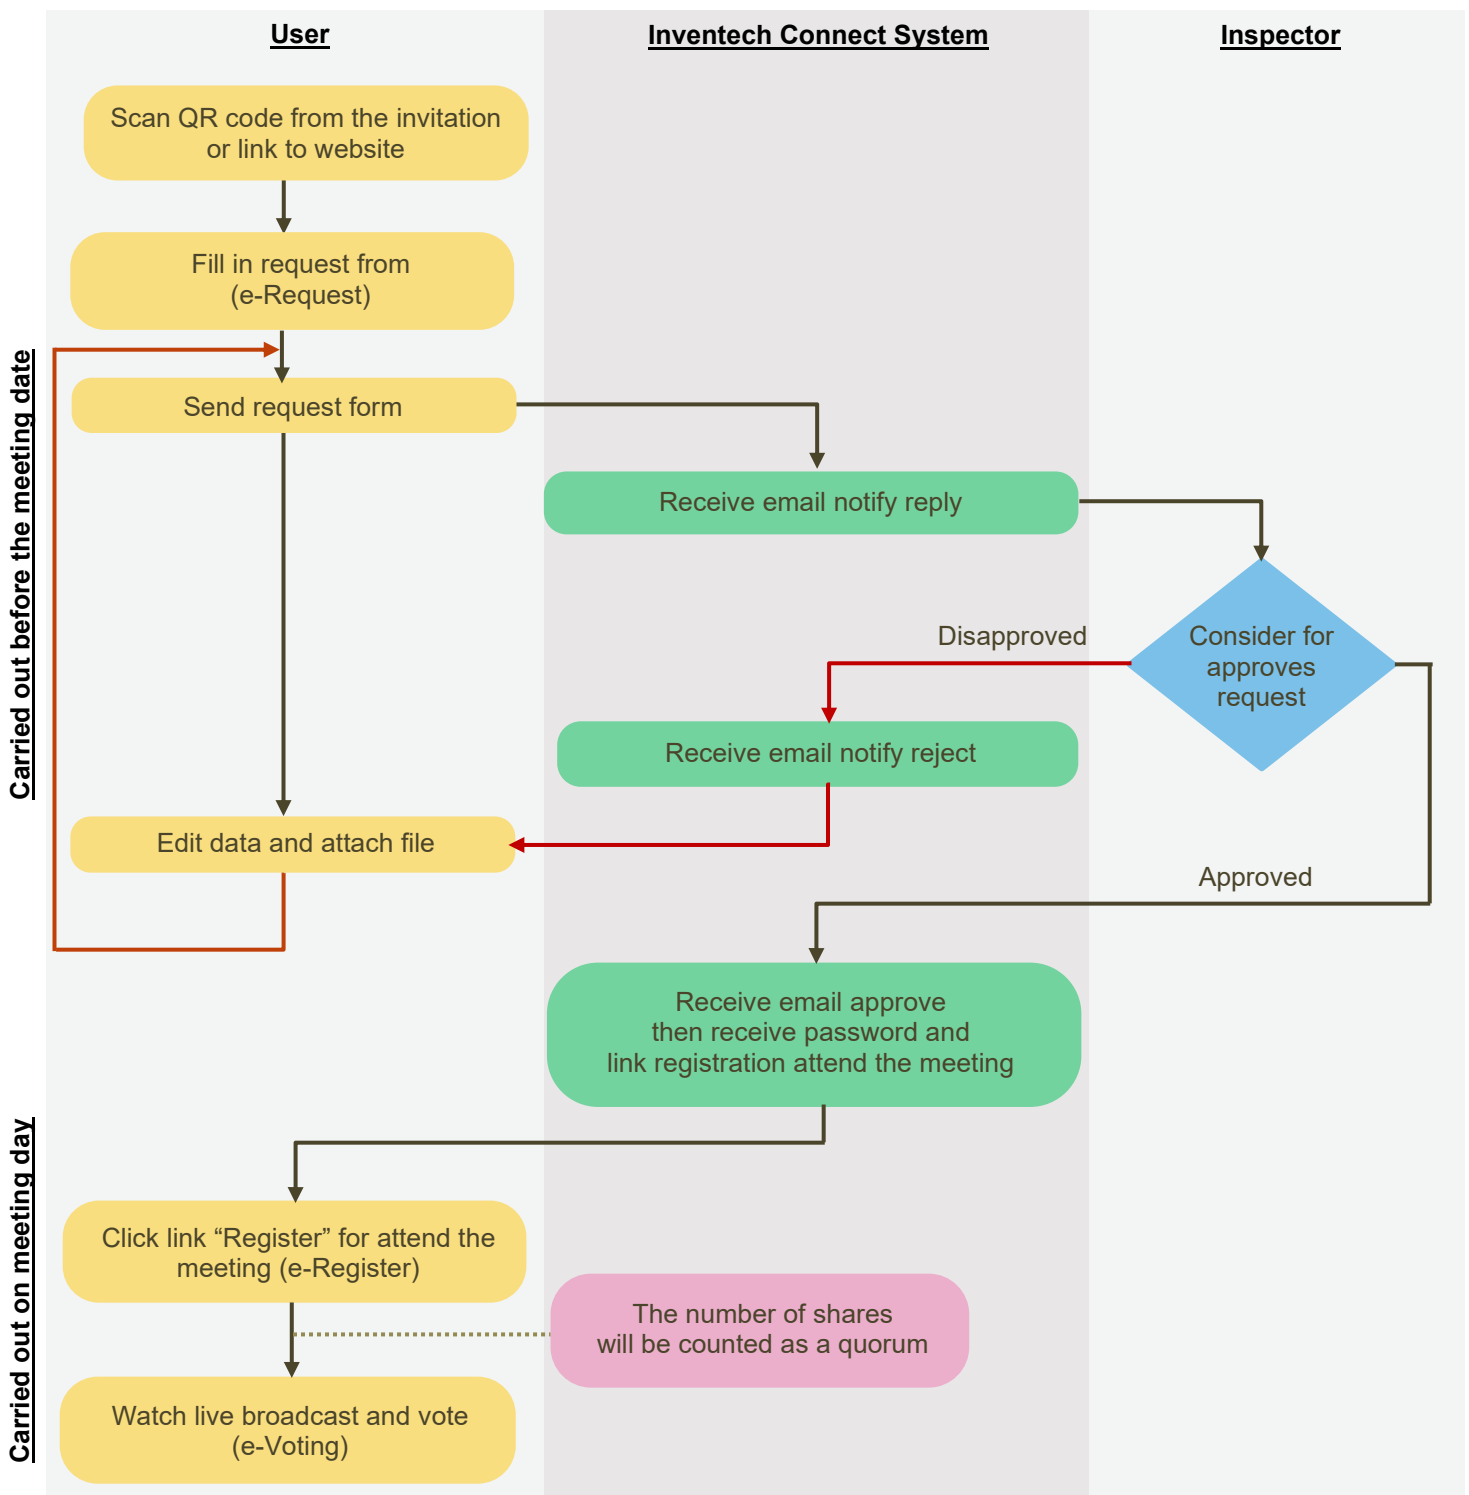 User
Inventech Connect System
Inspector
Scan QR code from the invitation
or link to website
Fill in request from
(e-Request)
Carried out before the meeting date
Send request form
Receive email notify reply
Disapproved
Consider for
approves
request
Receive email notify reject
Edit data and attach file
Approved
Receive email approve
then receive password and
link registration attend the meeting
Carried out on meeting day
Click link “Register” for attend the
meeting (e-Register)
The number of shares
will be counted as a quorum
Watch live broadcast and vote
(e-Voting)